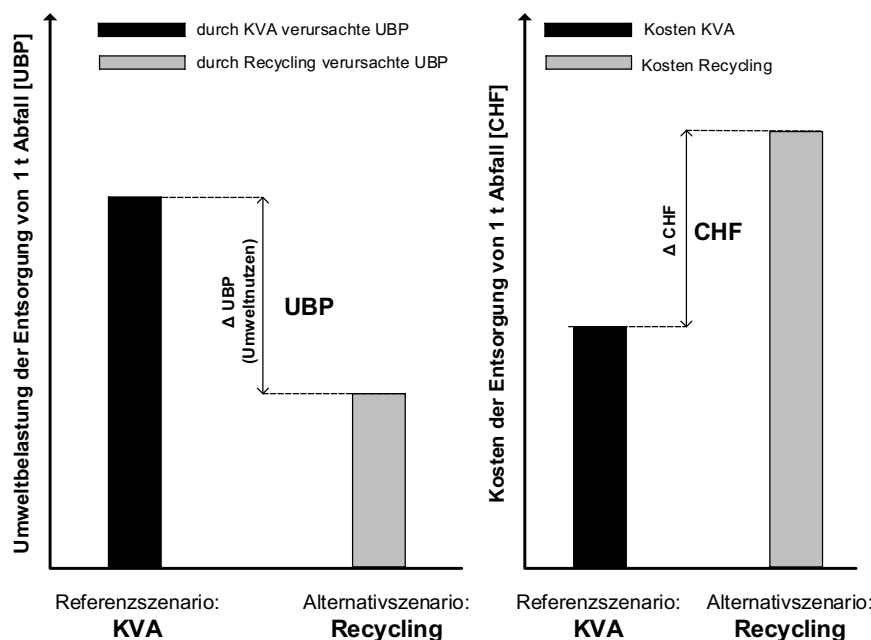 Umweltbelastung der Entsorgung von 1 t Abfall [UBP]
durch KVA verursachte UBP
durch Recycling verursachte UBP
Δ UBP
(Umweltnutzen)
UBP
Referenzszenario:
KVA
Alternativszenario:
Recycling
Kosten der Entsorgung von 1 t Abfall [CHF]
Kosten KVA
Kosten Recycling
Δ CHF
CHF
Referenzszenario:
KVA
Alternativszenario:
Recycling